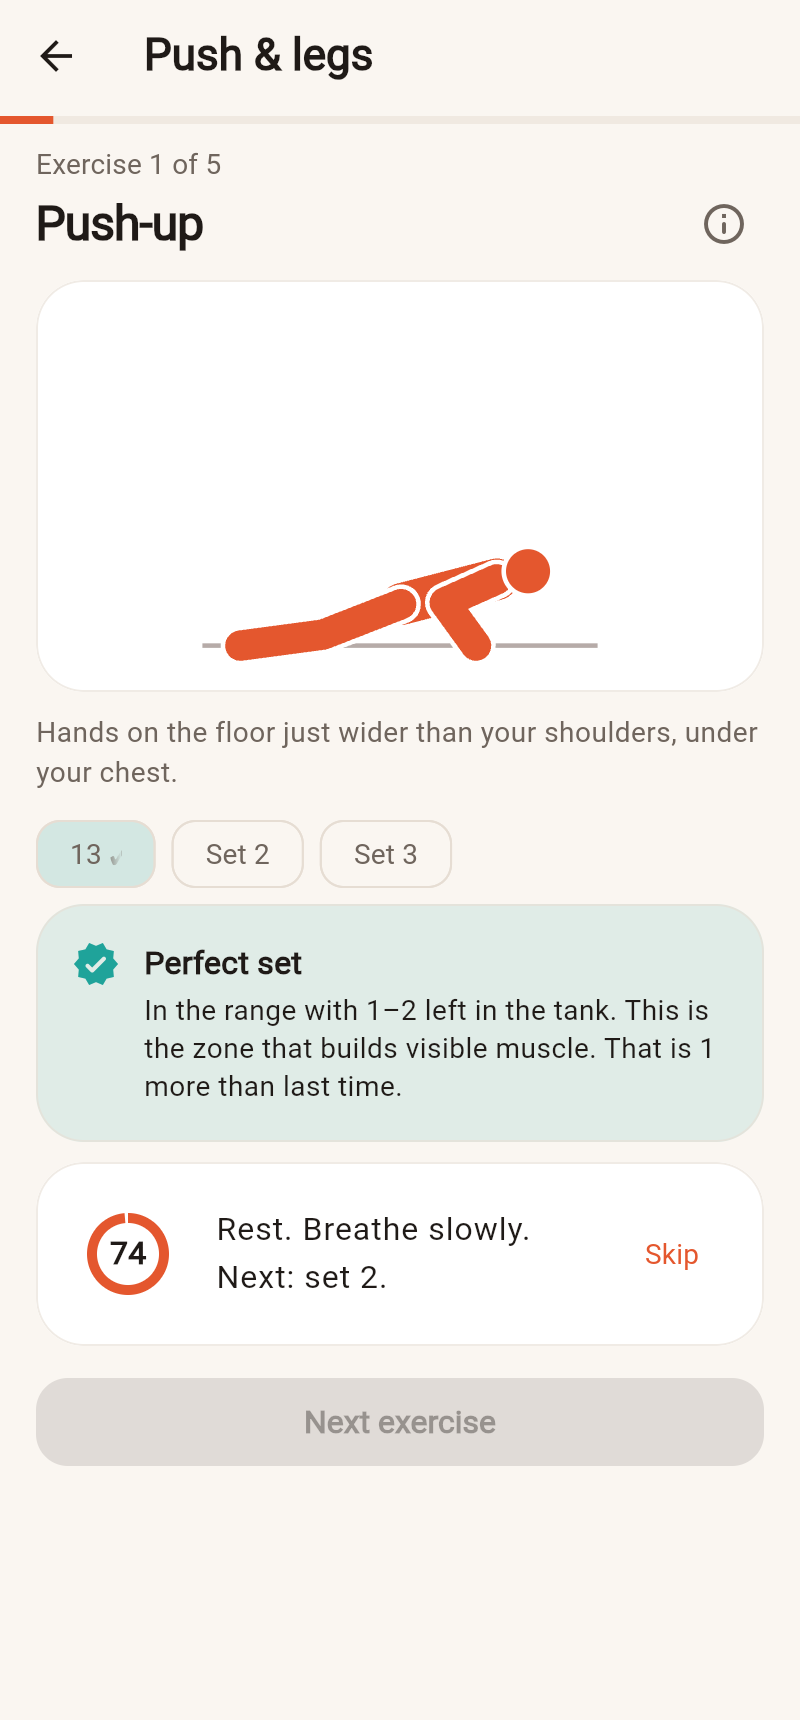 Push & legs
Exercise 1 of 5
Push-up
Hands on the floor just wider than your shoulders, under
your chest.
13 ✓
Set 2
Set 3
Perfect set
In the range with 1–2 left in the tank. This is
the zone that builds visible muscle. That is 1
more than last time.
74
Rest. Breathe slowly.
Next: set 2.
Skip
Next exercise